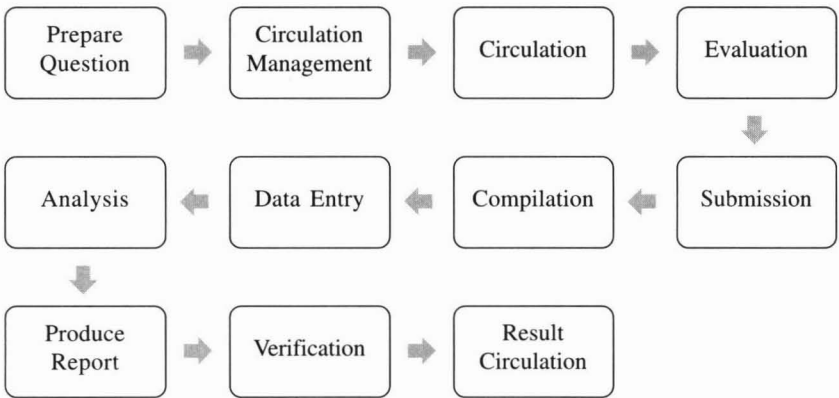 Prepare
Question
Circulation
Management
Circulation
Evaluation
Submission
Compilation
Data Entry
Analysis
Produce
Report
Verification
Result
Circulation